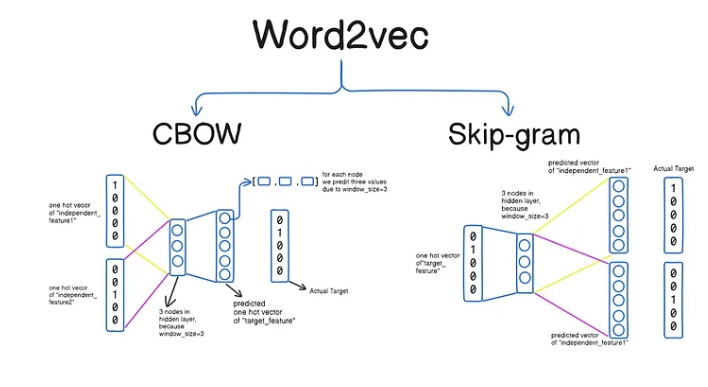 Word2vec
CBOW
Skip-gram
1
0
0
0
0
one hot vecor
of "independent_
feature1"
0
0
1
0
0
one hot vector
of "independent_
feature2"
3 nodes in
hidden layer,
because
window_size=3
for each node
we predit three values
due to window_size=3
[ , , ]
predicted
one hot vector
of "target_feature"
0
1
0
0
0
Actual Target
one hot vector
of"target_
feature"
0
1
0
0
0
3 nodes in
hidden layer,
because
window_size=3
predicted vector
of "independent_feature1"
Actual Target
1
0
0
0
0
0
0
1
0
0
predicted vector
of "independent_feature1"